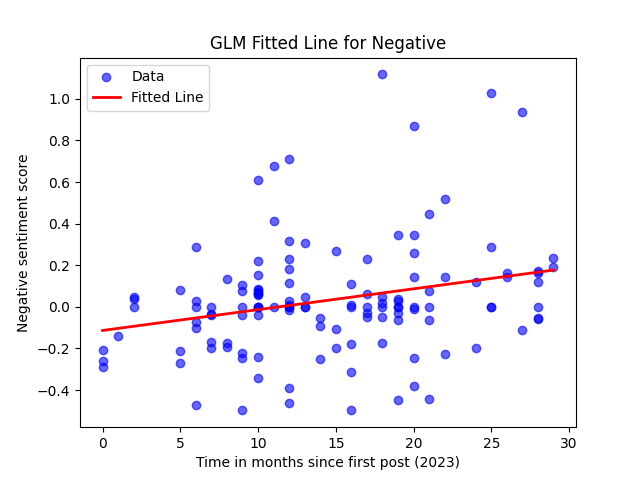 GLM Fitted Line for Negative
Data
Fitted Line
1.0
0.8
0.6
0.4
0.2
0.0
−0.2
−0.4
Negative sentiment score
0 5 10 15 20 25 30
Time in months since first post (2023)